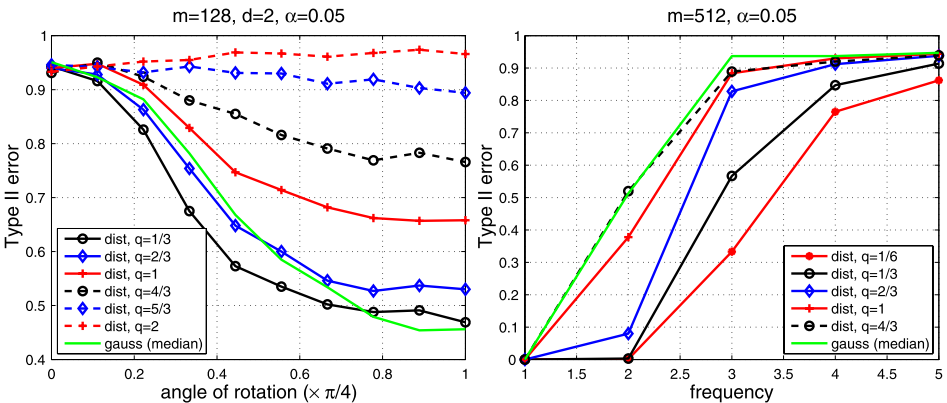 m=128, d=2, α=0.05
Type II error
1
0.9
0.8
0.7
0.6
0.5
0.4
dist, q=1/3
dist, q=2/3
dist, q=1
dist, q=4/3
dist, q=5/3
dist, q=2
gauss (median)
0
0.2
0.4
0.6
0.8
1
angle of rotation (× π/4)
m=512, α=0.05
Type II error
1
0.9
0.8
0.7
0.6
0.5
0.4
0.3
0.2
0.1
0
dist, q=1/6
dist, q=1/3
dist, q=2/3
dist, q=1
dist, q=4/3
gauss (median)
1
1.5
2
2.5
3
3.5
4
4.5
5
frequency